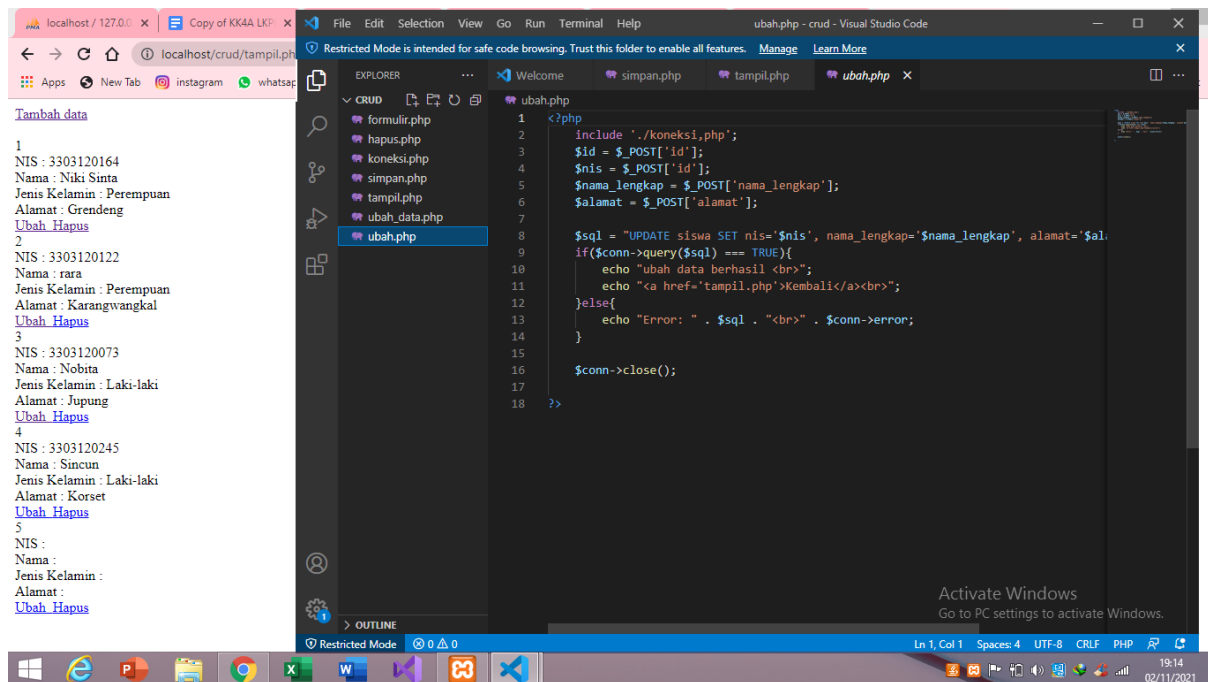 localhost / 127.0.0
Copy of KK4A LKP
localhost/crud/tampil.ph
Apps
New Tab
instagram
whatsap
Tambah data
1
NIS : 3303120164
Nama : Niki Sinta
Jenis Kelamin : Perempuan
Alamat : Grendeng
Ubah Hapus
2
NIS : 3303120122
Nama : rara
Jenis Kelamin : Perempuan
Alamat : Karangwangkal
Ubah Hapus
3
NIS : 3303120073
Nama : Nobita
Jenis Kelamin : Laki-laki
Alamat : Jupung
Ubah Hapus
4
NIS : 3303120245
Nama : Sincun
Jenis Kelamin : Laki-laki
Alamat : Korset
Ubah Hapus
5
NIS :
Nama :
Jenis Kelamin :
Alamat :
Ubah Hapus
File Edit Selection View Go Run Terminal Help
ubah.php - crud - Visual Studio Code
Restricted Mode is intended for safe code browsing. Trust this folder to enable all features. Manage Learn More
EXPLORER
CRUD
formulir.php
hapus.php
koneksi.php
simpan.php
tampil.php
ubah_data.php
ubah.php
OUTLINE
Welcome
simpan.php
tampil.php
ubah.php
ubah.php
1 <?php
2 include './koneksi,php';
3 $id = $_POST['id'];
4 $nis = $_POST['id'];
5 $nama_lengkap = $_POST['nama_lengkap'];
6 $alamat = $_POST['alamat'];
7
8 $sql = "UPDATE siswa SET nis='$nis', nama_lengkap='$nama_lengkap', alamat='$al
9 if($conn->query($sql) === TRUE){
10 echo "ubah data berhasil <br>";
11 echo "<a href='tampil.php'>Kembali</a><br>";
12 }else{
13 echo "Error: " . $sql . "<br>" . $conn->error;
14 }
15
16 $conn->close();
17
18 ?>
Activate Windows
Go to PC settings to activate Windows.
Restricted Mode
0
0
Ln 1, Col 1
Spaces: 4
UTF-8
CRLF
PHP
1
19:14
02/11/2021